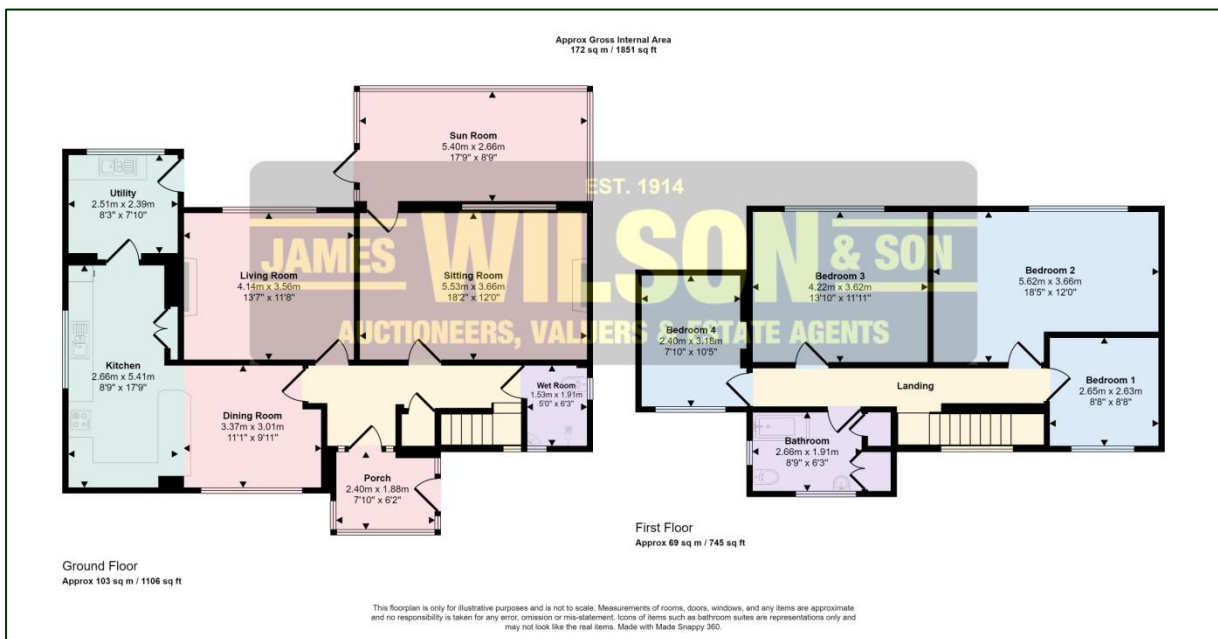 Approx Gross Internal Area
172 sq m / 1851 sq ft
Sun Room
5.40m x 2.66m
17'9" x 8'9"
Utility
2.51m x 2.39m
8'3" x 7'10"
EST. 1914
JAMES WILSON & SON
AUCTIONEERS, VALUERS & ESTATE AGENTS
Living Room
4.14m x 3.56m
13'7" x 11'8"
Sitting Room
5.53m x 3.66m
18'2" x 12'0"
Kitchen
2.66m x 5.41m
8'9" x 17'9"
Dining Room
3.37m x 3.01m
11'1" x 9'11"
Wet Room
1.53m x 1.91m
5'0" x 6'3"
Porch
2.40m x 1.88m
7'10" x 6'2"
Ground Floor
Approx 103 sq m / 1106 sq ft
Bedroom 3
4.22m x 3.62m
13'10" x 11'11"
Bedroom 2
5.62m x 3.66m
18'5" x 12'0"
Bedroom 4
2.40m x 3.18m
7'10" x 10'5"
Landing
Bedroom 1
2.65m x 2.63m
8'8" x 8'8"
Bathroom
2.66m x 1.91m
8'9" x 6'3"
First Floor
Approx 69 sq m / 745 sq ft
This floorplan is only for illustrative purposes and is not to scale. Measurements of rooms, doors, windows, and any items are approximate
and no responsibility is taken for any error, omission or mis-statement. Icons of items such as bathroom suites are representations only and
may not look like the real items. Made with Made Snappy 360.